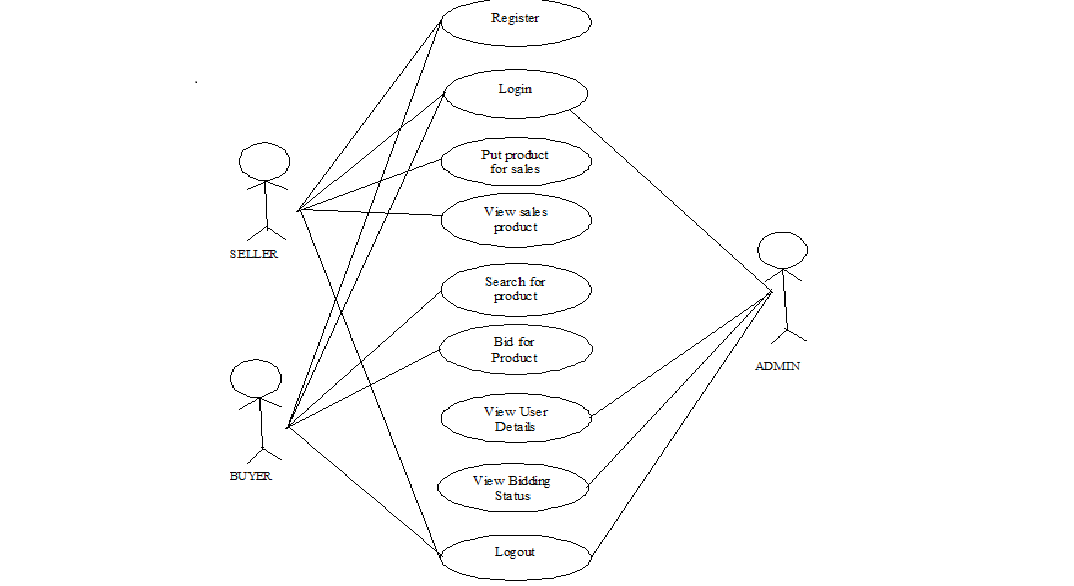 Register
Login
Put product
for sales
View sales
product
SELLER
Search for
product
Bid for
Product
ADMIN
View User
Details
BUYER
View Bidding
Status
Logout